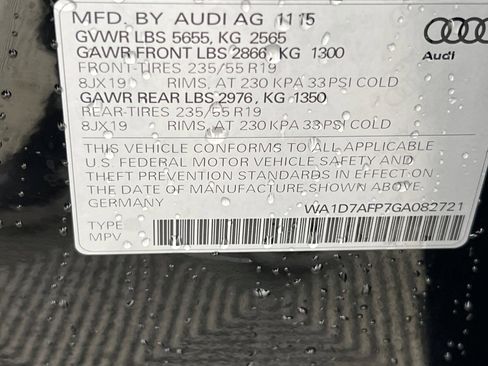 MFD. BY AUDI AG 11 15
GVWR LBS 5655, KG 2565
GAWR FRONT LBS 2866, KG 1300
FRONT-TIRES 235/55 R19
8JX19 RIMS, AT 230 KPA 33 PSI COLD
GAWR REAR LBS 2976, KG 1350
REAR-TIRES 235/55 R19
8JX19 RIMS, AT 230 KPA 33 PSI COLD
Audi
THIS VEHICLE CONFORMS TO ALL APPLICABLE
U.S. FEDERAL MOTOR VEHICLE SAFETY AND
THEFT PREVENTION STANDARDS IN EFFECT ON
THE DATE OF MANUFACTURE SHOWN ABOVE.
GERMANY WA1D7AFP7GA082721
TYPE
MPV